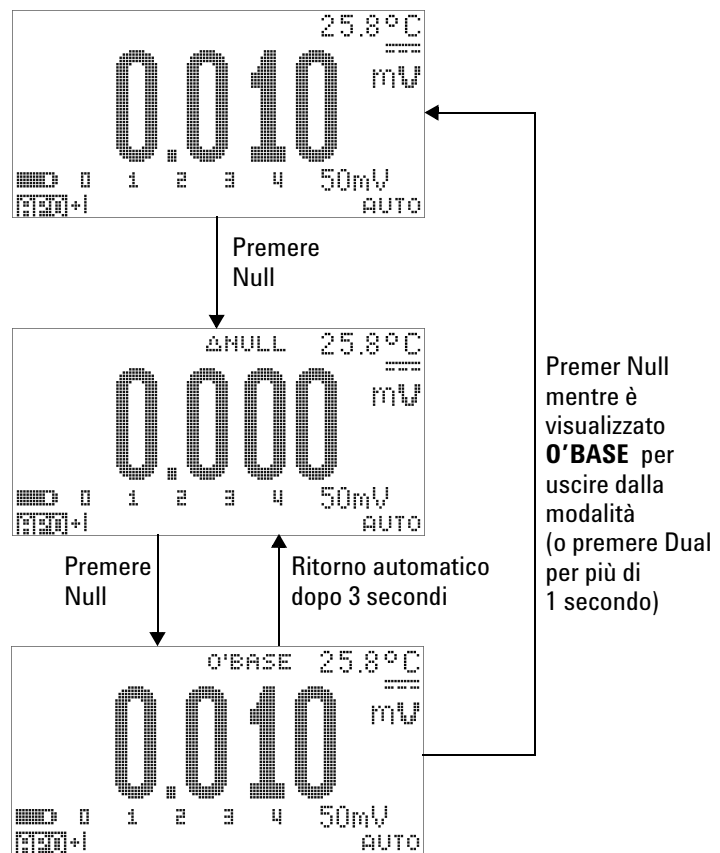 25.8°C
0.010 mV
0 1 2 3 4 50mV
AUTO
Premere
Null
ΔNULL 25.8°C
0.000 mV
0 1 2 3 4 50mV
AUTO
Premere
Null
Ritorno automatico
dopo 3 secondi
O'BASE 25.8°C
0.010 mV
0 1 2 3 4 50mV
AUTO
Premer Null
mentre è
visualizzato
O'BASE per
uscire dalla
modalità
(o premere Dual
per più di
1 secondo)